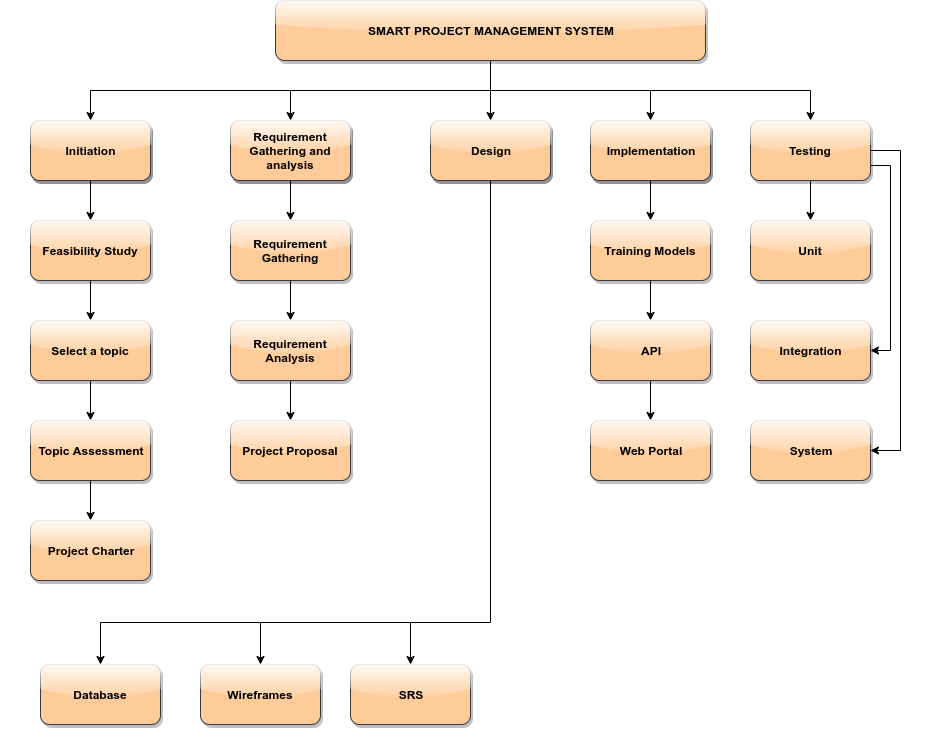 SMART PROJECT MANAGEMENT SYSTEM
Initiation
Requirement
Gathering and
analysis
Design
Implementation
Testing
Feasibility Study
Requirement
Gathering
Training Models
Unit
Select a topic
Requirement
Analysis
API
Integration
Topic Assessment
Project Proposal
Web Portal
System
Project Charter
Database
Wireframes
SRS